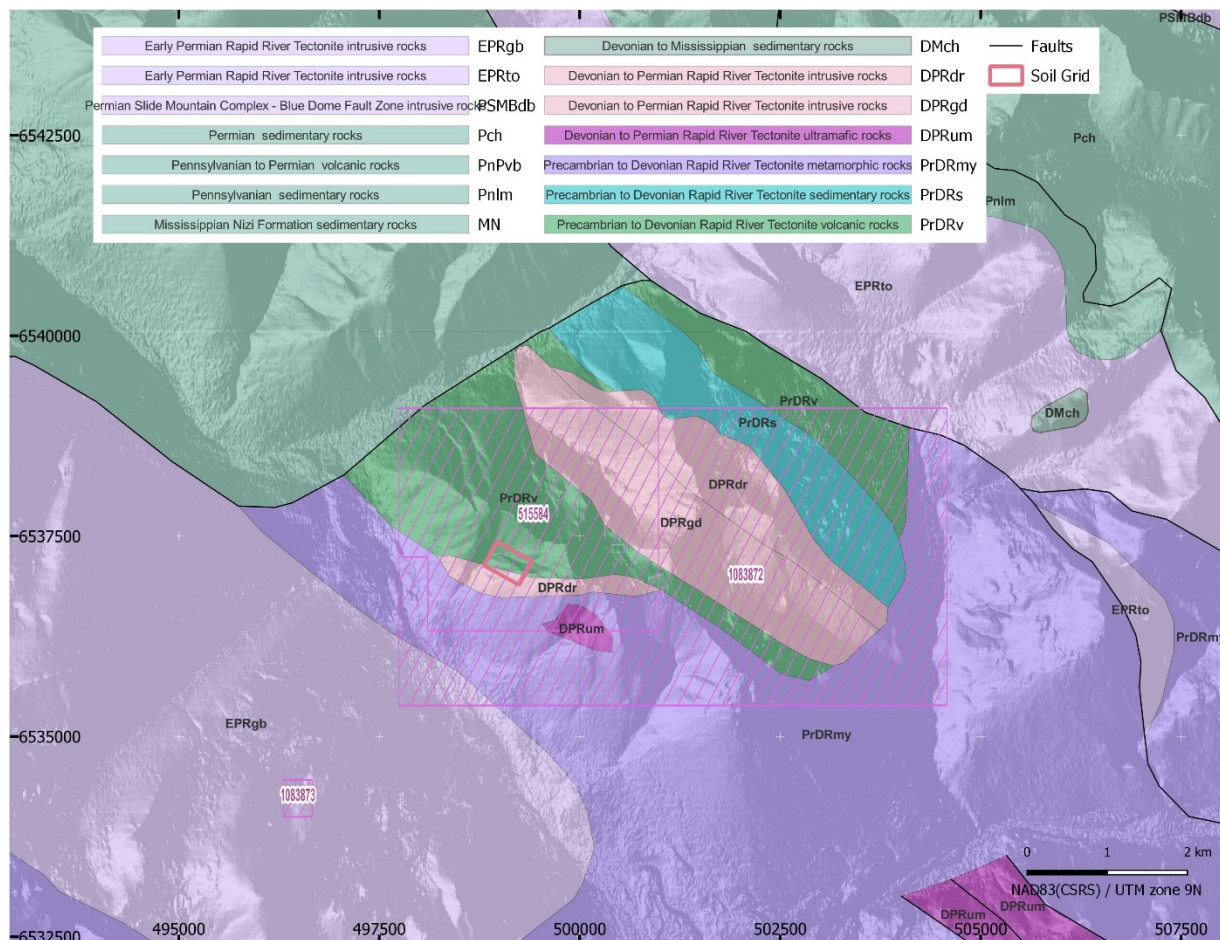 PSMBdb
Early Permian Rapid River Tectonite intrusive rocks EPRgb
Early Permian Rapid River Tectonite intrusive rocks EPRto
Permian Slide Mountain Complex - Blue Dome Fault Zone intrusive rocks PSMBdb
Permian sedimentary rocks Pch
Pennsylvanian to Permian volcanic rocks PnPvb
Pennsylvanian sedimentary rocks Pnlm
Mississippian Nizi Formation sedimentary rocks MN
Devonian to Mississippian sedimentary rocks DMch
Devonian to Permian Rapid River Tectonite intrusive rocks DPRdr
Devonian to Permian Rapid River Tectonite intrusive rocks DPRgd
Devonian to Permian Rapid River Tectonite ultramafic rocks DPRum
Precambrian to Devonian Rapid River Tectonite metamorphic rocks PrDRmy
Precambrian to Devonian Rapid River Tectonite sedimentary rocks PrDRs
Precambrian to Devonian Rapid River Tectonite volcanic rocks PrDRv
Faults
Soil Grid
6542500
Pch
Pnlm
EPRto
6540000
PrDRv
DMch
PrDRs
DPRdr
PrDRv
515584
DPRgd
6537500
1083872
DPRdr
EPRto
DPRum
PrDRmy
EPRgb
6535000
PrDRmy
1083873
0 1 2 km
NAD83(CSRS) / UTM zone 9N
DPRum
DPRum
6532500
495000
497500
500000
502500
505000
507500